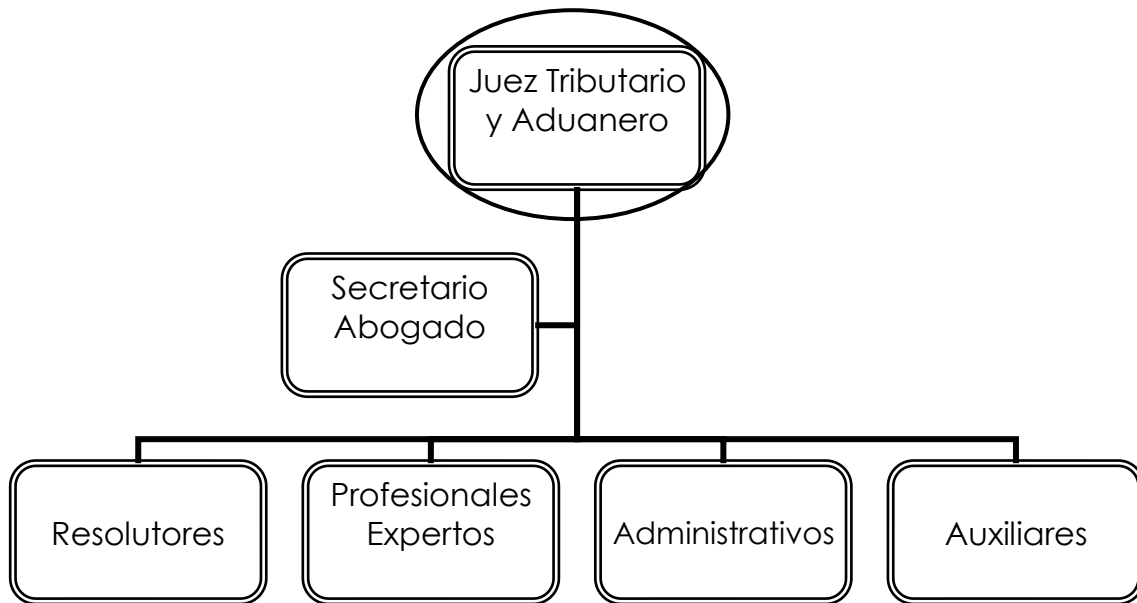 Juez Tributario
y Aduanero
Secretario
Abogado
Resolutores
Profesionales
Expertos
Administrativos
Auxiliares